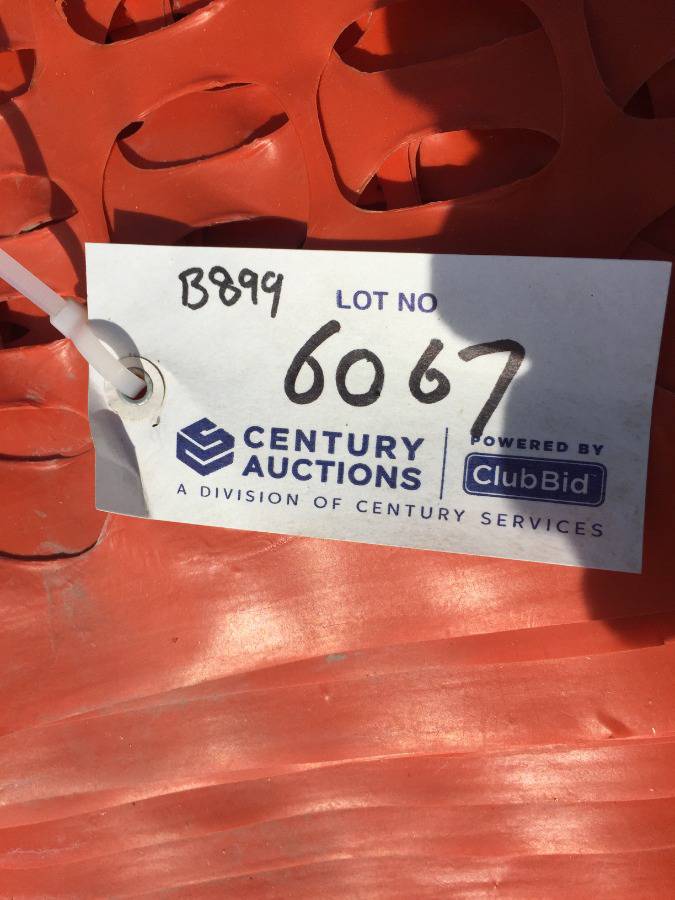 B899 LOT NO
6067
CENTURY AUCTIONS
POWERED BY
ClubBid
A DIVISION OF CENTURY SERVICES